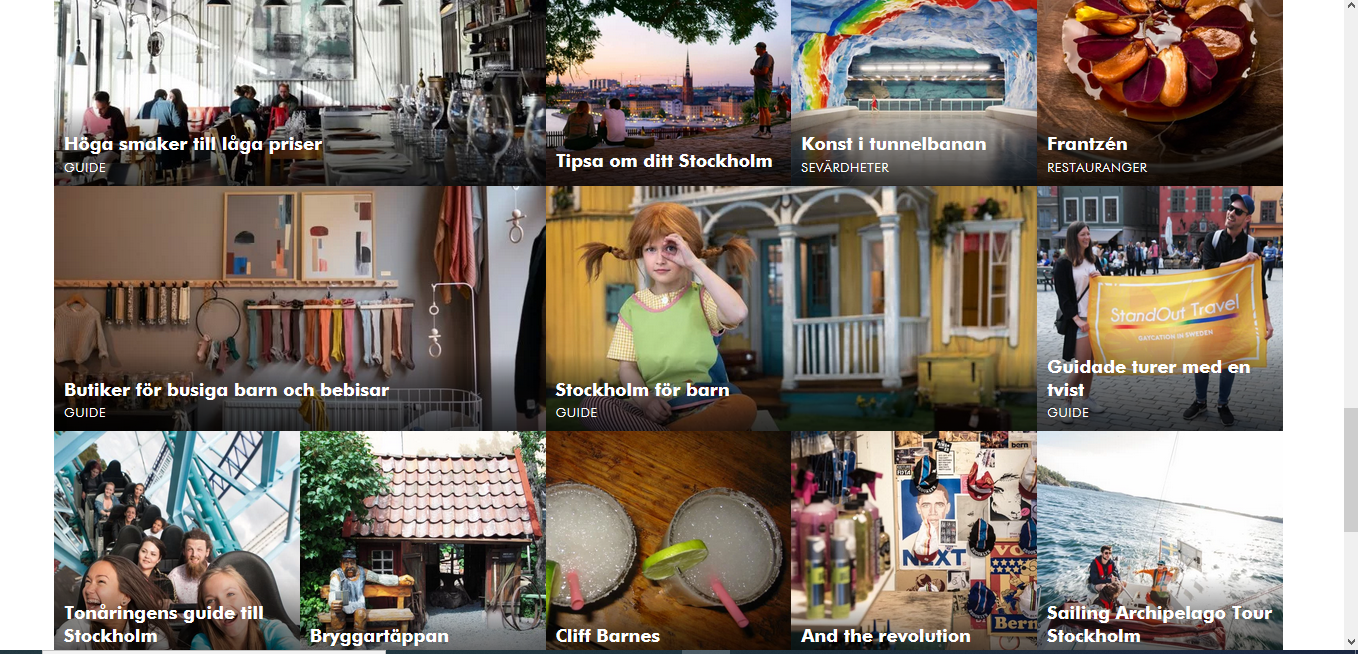 Höga smaker till låga priser
GUIDE
Tipsa om ditt Stockholm
Konst i tunnelbanan
SEVÄRDHETER
Frantzén
RESTAURANGER
Butiker för busiga barn och bebisar
GUIDE
Stockholm för barn
GUIDE
StandOut Travel
GAYCATION IN SWEDEN
Guidade turer med en
tvist
GUIDE
Tonåringens guide till
Stockholm
Bryggartäppan
Cliff Barnes
NEXT
Bern
And the revolution
Sailing Archipelago Tour
Stockholm